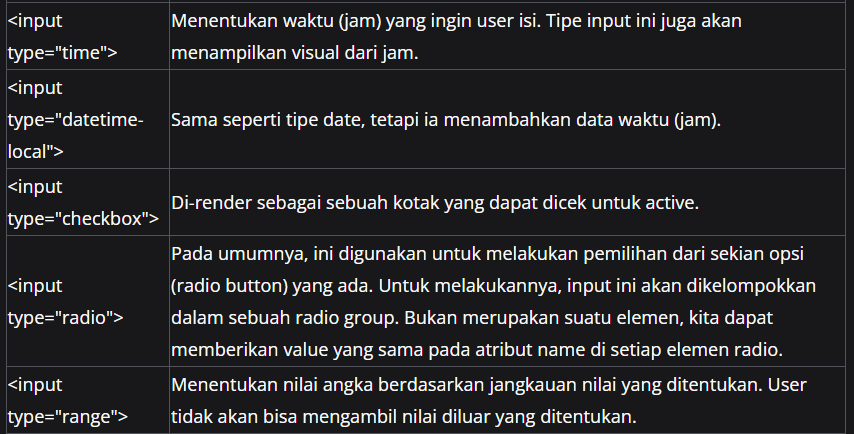 <input
type="time">
Menentukan waktu (jam) yang ingin user isi. Tipe input ini juga akan
menampilkan visual dari jam.
<input
type="datetime-
local">
Sama seperti tipe date, tetapi ia menambahkan data waktu (jam).
<input
type="checkbox">
Di-render sebagai sebuah kotak yang dapat dicek untuk active.
<input
type="radio">
Pada umumnya, ini digunakan untuk melakukan pemilihan dari sekian opsi
(radio button) yang ada. Untuk melakukannya, input ini akan dikelompokkan
dalam sebuah radio group. Bukan merupakan suatu elemen, kita dapat
memberikan value yang sama pada atribut name di setiap elemen radio.
<input
type="range">
Menentukan nilai angka berdasarkan jangkauan nilai yang ditentukan. User
tidak akan bisa mengambil nilai diluar yang ditentukan.